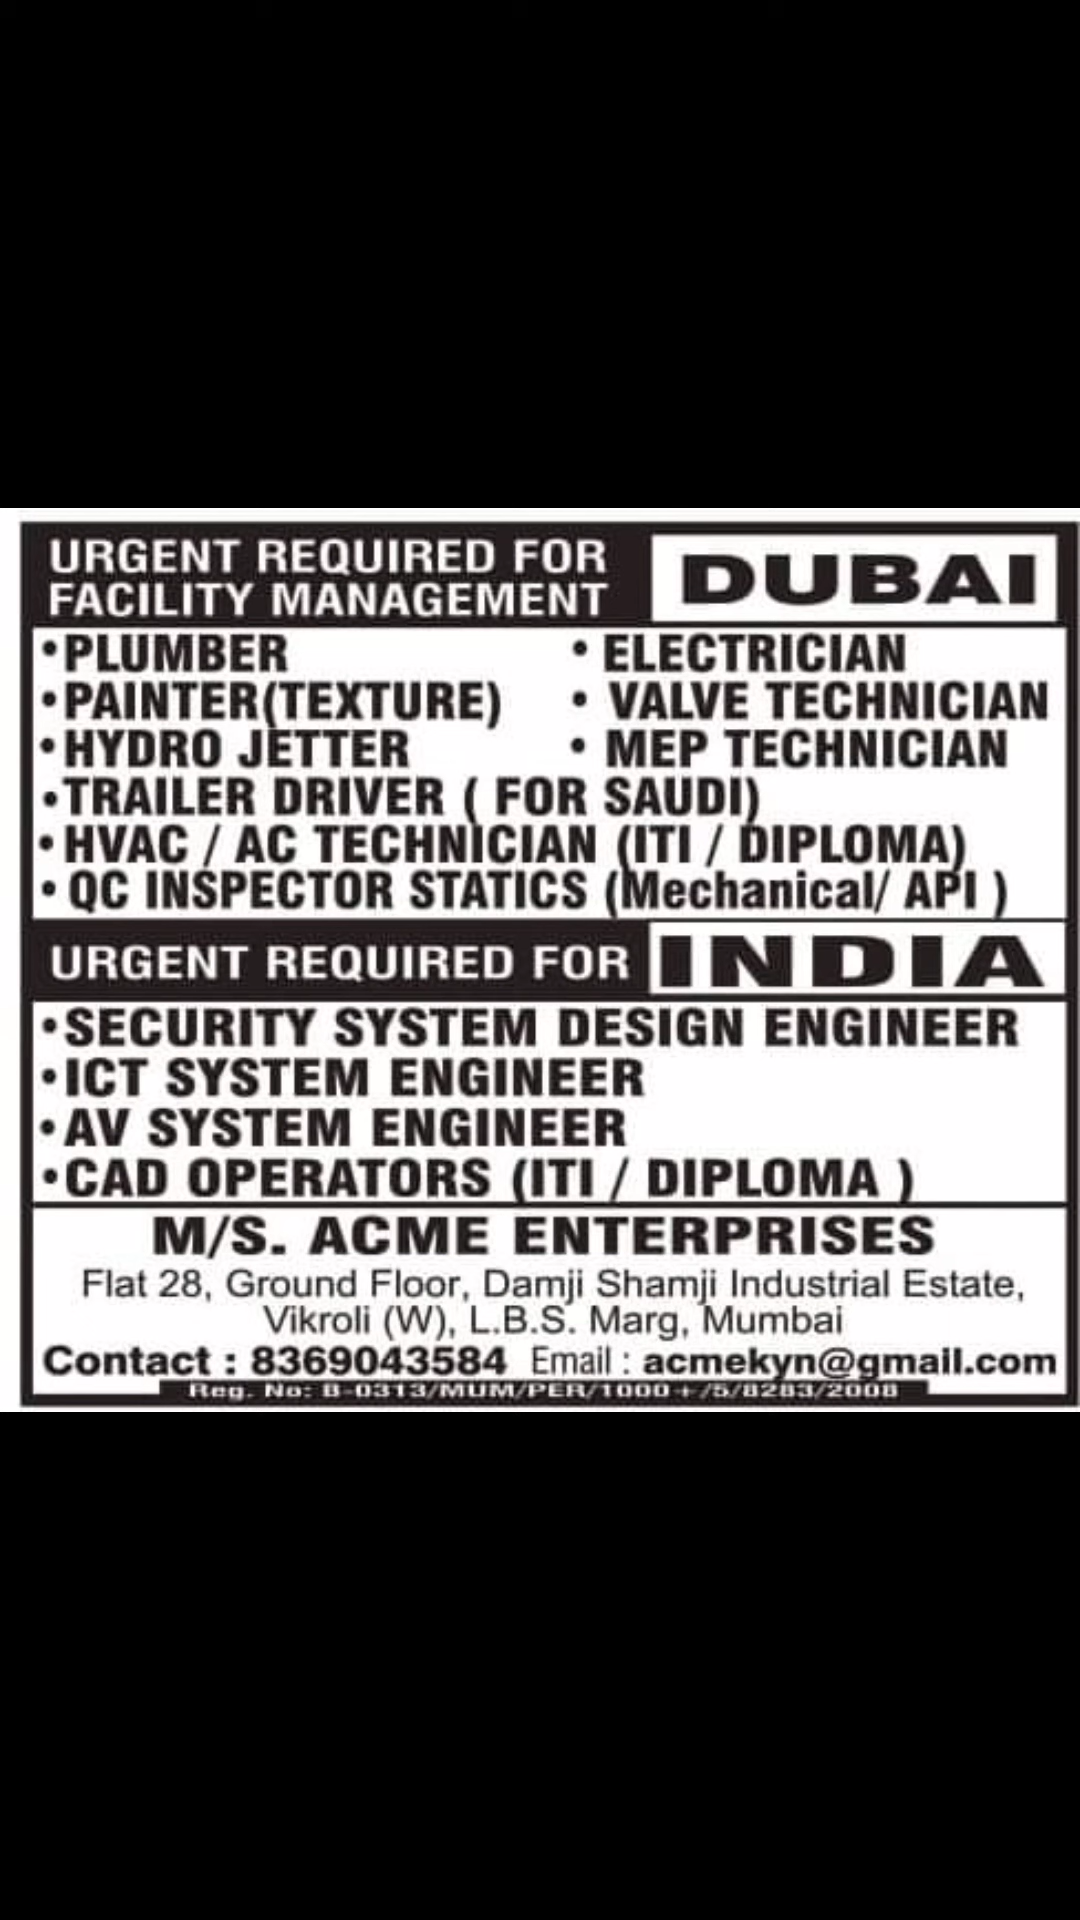 URGENT REQUIRED FOR
FACILITY MANAGEMENT
DUBAI
•PLUMBER
• ELECTRICIAN
•PAINTER(TEXTURE)
• VALVE TECHNICIAN
•HYDRO JETTER
• MEP TECHNICIAN
•TRAILER DRIVER ( FOR SAUDI)
•HVAC / AC TECHNICIAN (ITI / DIPLOMA)
• QC INSPECTOR STATICS (Mechanical/ API )
URGENT REQUIRED FOR INDIA
•SECURITY SYSTEM DESIGN ENGINEER
•ICT SYSTEM ENGINEER
•AV SYSTEM ENGINEER
•CAD OPERATORS (ITI / DIPLOMA )
M/S. ACME ENTERPRISES
Flat 28, Ground Floor, Damji Shamji Industrial Estate,
Vikroli (W), L.B.S. Marg, Mumbai
Contact : 8369043584 Email : acmekyn@gmail.com
Reg. No: B-0313/MUM/PER/1000+/5/8283/2008